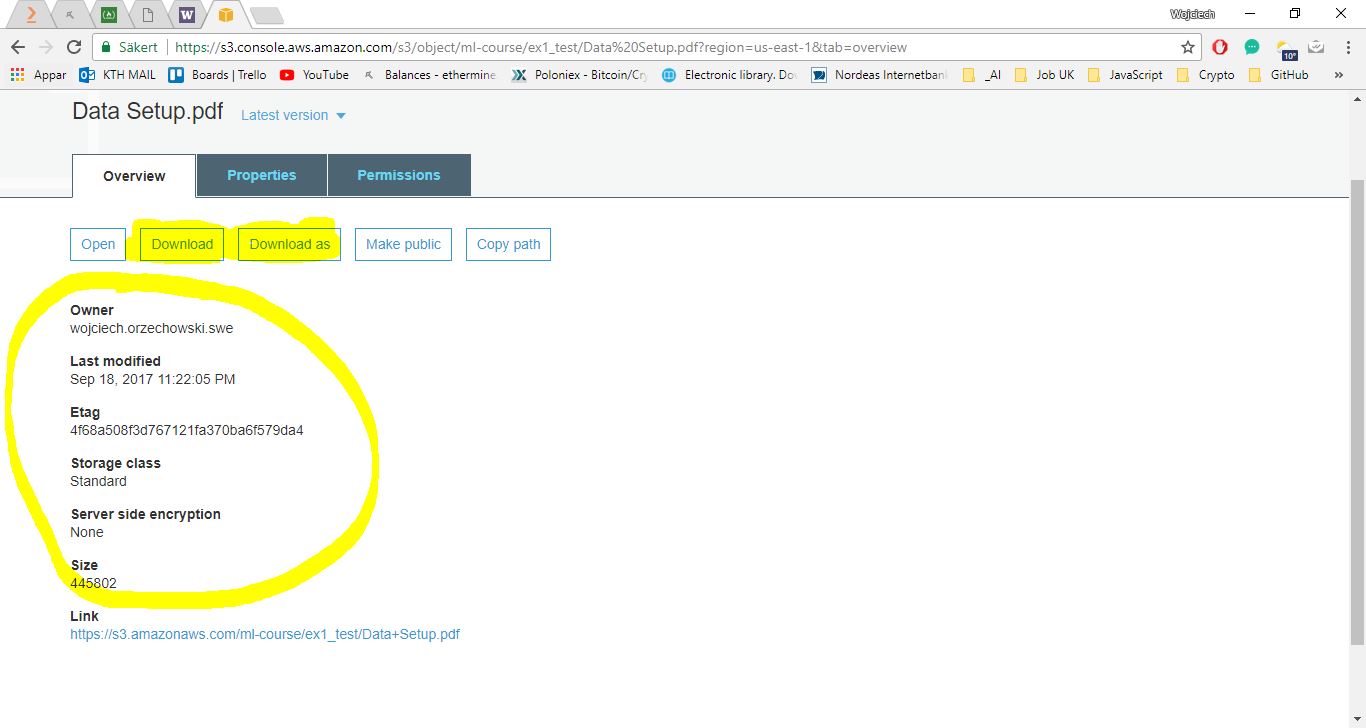 Wojciech
Säkert
https://s3.console.aws.amazon.com/s3/object/ml-course/ex1_test/Data%20Setup.pdf?region=us-east-1&tab=overview
10°
Appar KTH MAIL Boards | Trello YouTube Balances - ethermine Poloniex - Bitcoin/Cry Electronic library. Do Nordeas Internetban _AI Job UK JavaScript Crypto GitHub »
Data Setup.pdf Latest version
Overview Properties Permissions
Open Download Download as Make public Copy path
Owner
wojciech.orzechowski.swe
Last modified
Sep 18, 2017 11:22:05 PM
Etag
4f68a508f3d767121fa370ba6f579da4
Storage class
Standard
Server side encryption
None
Size
445802
Link
https://s3.amazonaws.com/ml-course/ex1_test/Data+Setup.pdf